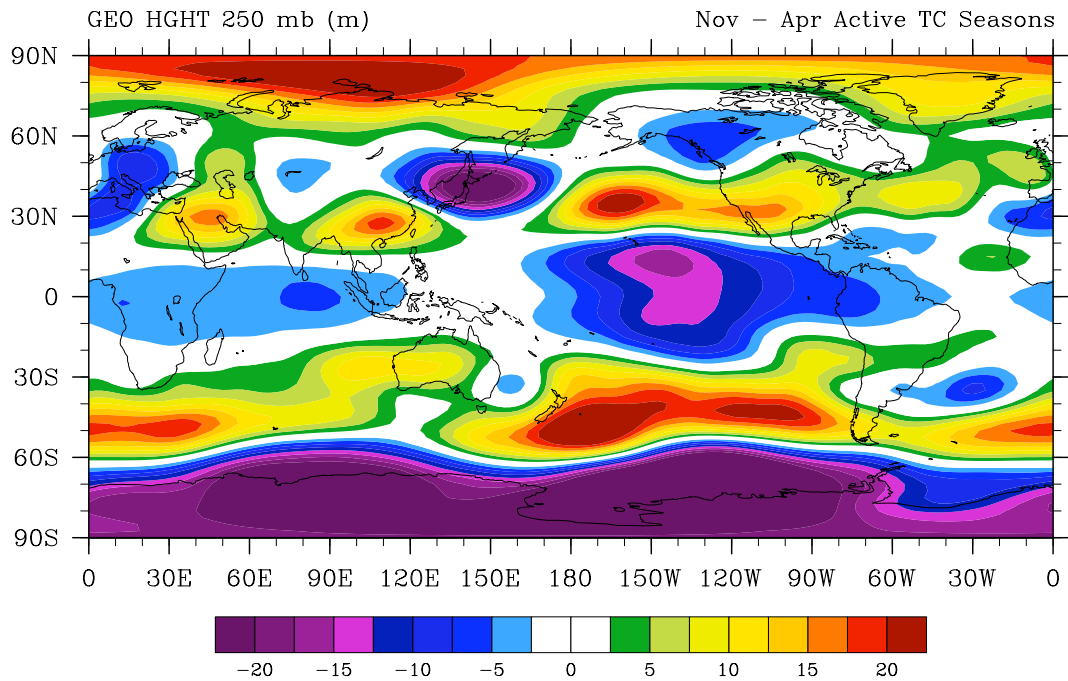 GEO HGHT 250 mb (m) Nov − Apr Active TC Seasons
90N
60N
30N
0
30S
60S
90S
0 30E 60E 90E 120E 150E 180 150W 120W 90W 60W 30W 0
−20 −15 −10 −5 0 5 10 15 20